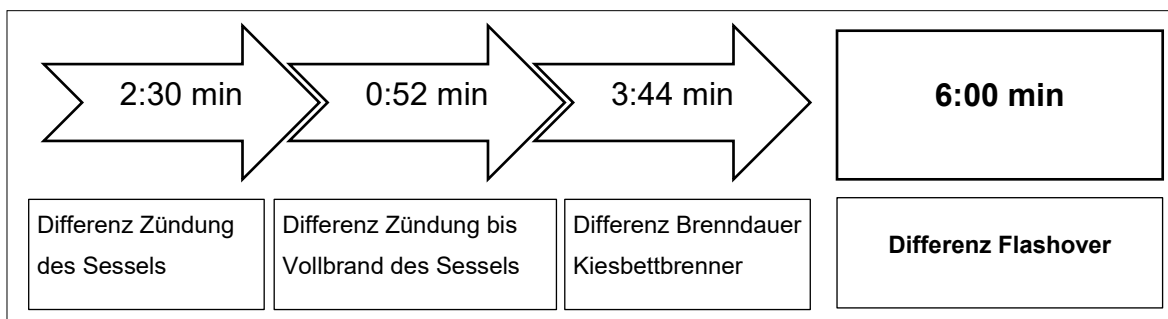 2:30 min
0:52 min
3:44 min
6:00 min
Differenz Zündung
des Sessels
Differenz Zündung bis
Vollbrand des Sessels
Differenz Brenndauer
Kiesbettbrenner
Differenz Flashover